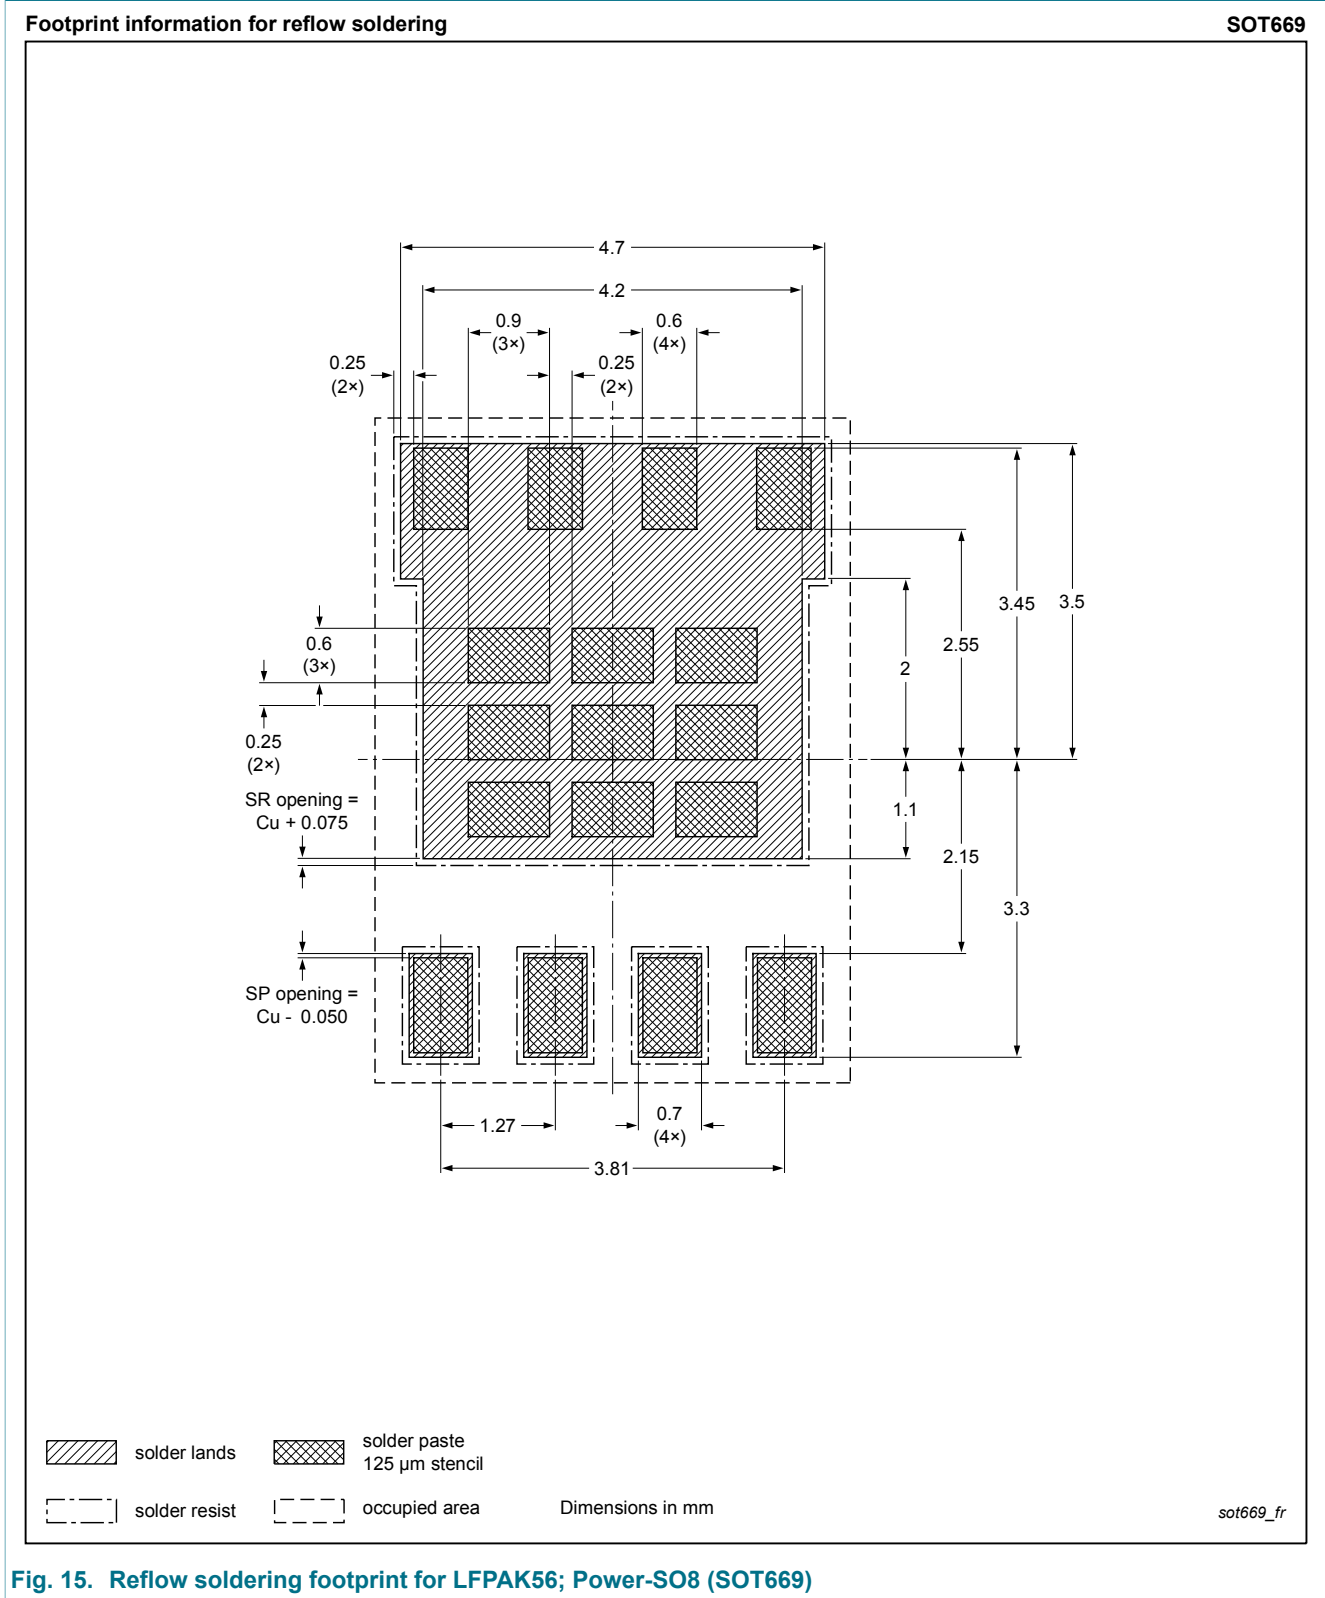 Footprint information for reflow soldering
SOT669
4.7
4.2
0.9
(3×)
0.6
(4×)
0.25
(2×)
0.25
(2×)
3.45
3.5
2.55
2
0.6
(3×)
0.25
(2×)
SR opening =
Cu + 0.075
1.1
2.15
3.3
SP opening =
Cu - 0.050
1.27
0.7
(4×)
3.81
solder lands
solder paste
125 µm stencil
solder resist
occupied area
Dimensions in mm
sot669_fr
Fig. 15. Reflow soldering footprint for LFPAK56; Power-SO8 (SOT669)